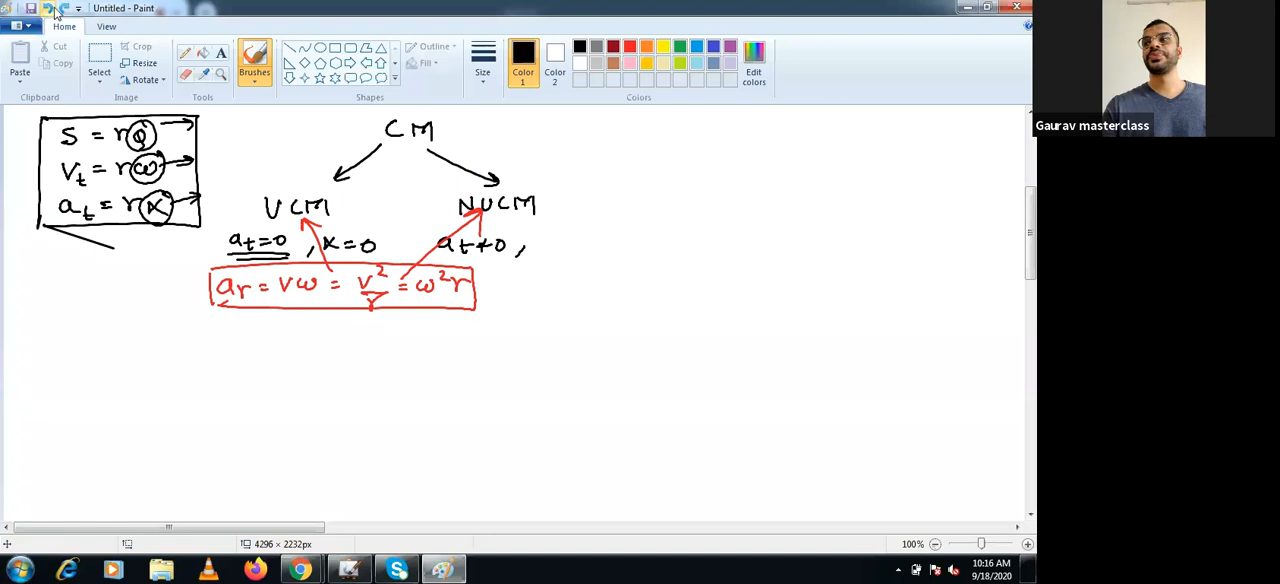 Untitled - Paint
Home
View
Paste
Cut
Copy
Clipboard
Select
Crop
Resize
Rotate
Image
A
Tools
Brushes
Outline
Fill
Shapes
Size
Color 1
Color 2
Edit colors
Colors
S = rθ
Vt = rω
at = rα
CM
UCM
NUCM
at=0, α=0
at≠0,
ar = vω = v²/r = ω²r
Gaurav masterclass
4296 × 2232px
100%
10:16 AM
9/18/2020